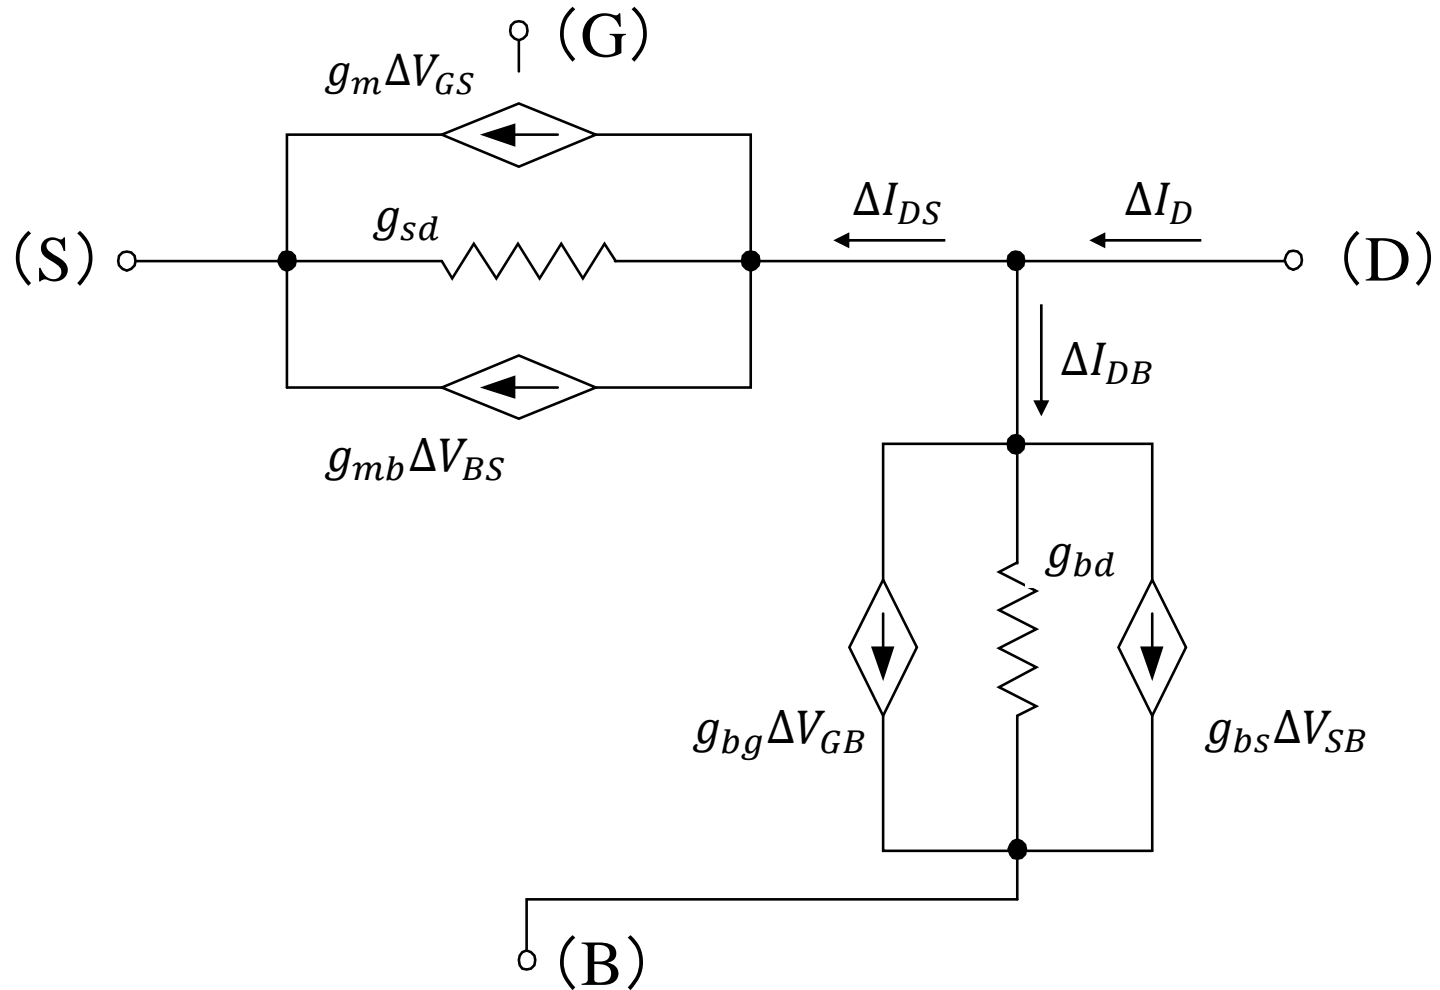 (G)
g_m ΔV_GS
ΔI_DS
ΔI_D
g_sd
(S)
(D)
ΔI_DB
g_mb ΔV_BS
g_bd
g_bg ΔV_GB
g_bs ΔV_SB
(B)